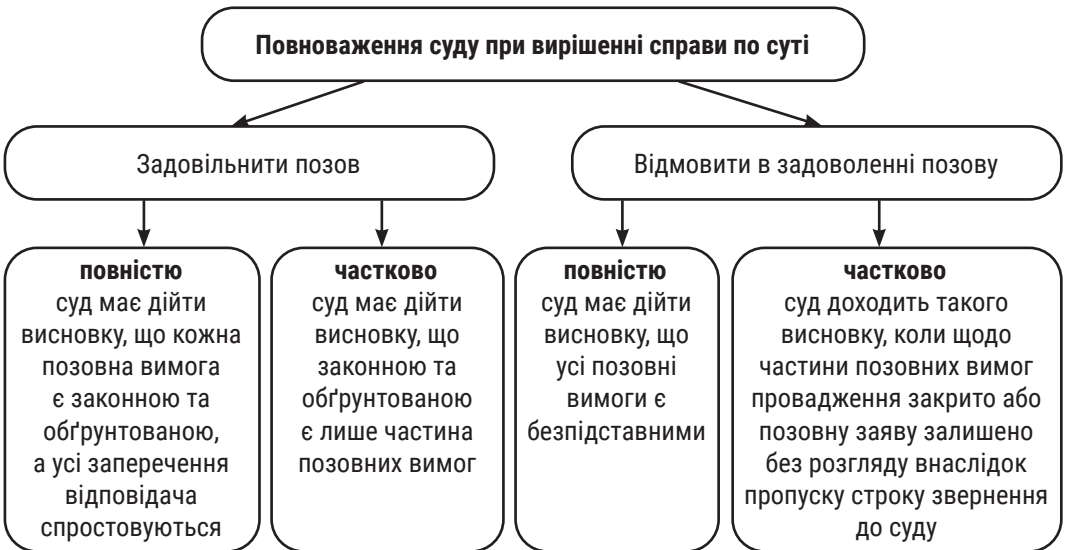 Повноваження суду при вирішенні справи по суті
Задовільнити позов
Відмовити в задоволенні позову
повністю
суд має дійти
висновку, що кожна
позовна вимога
є законною та
обґрунтованою,
а усі заперечення
відповідача
спростовуються
частково
суд має дійти
висновку, що
законною та
обґрунтованою
є лише частина
позовних вимог
повністю
суд має дійти
висновку, що
усі позовні
вимоги є
безпідставними
частково
суд доходить такого
висновку, коли щодо
частини позовних вимог
провадження закрито або
позовну заяву залишено
без розгляду внаслідок
пропуску строку звернення
до суду